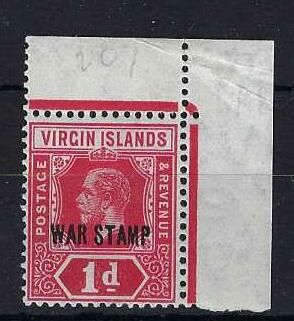 207
VIRGIN ISLANDS
POSTAGE
& REVENUE
WAR STAMP
1d